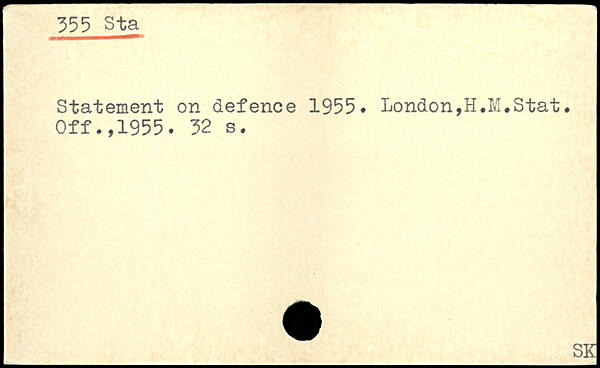 355 Sta
Statement on defence 1955. London,H.M.Stat.
Off.,1955. 32 s.
SK